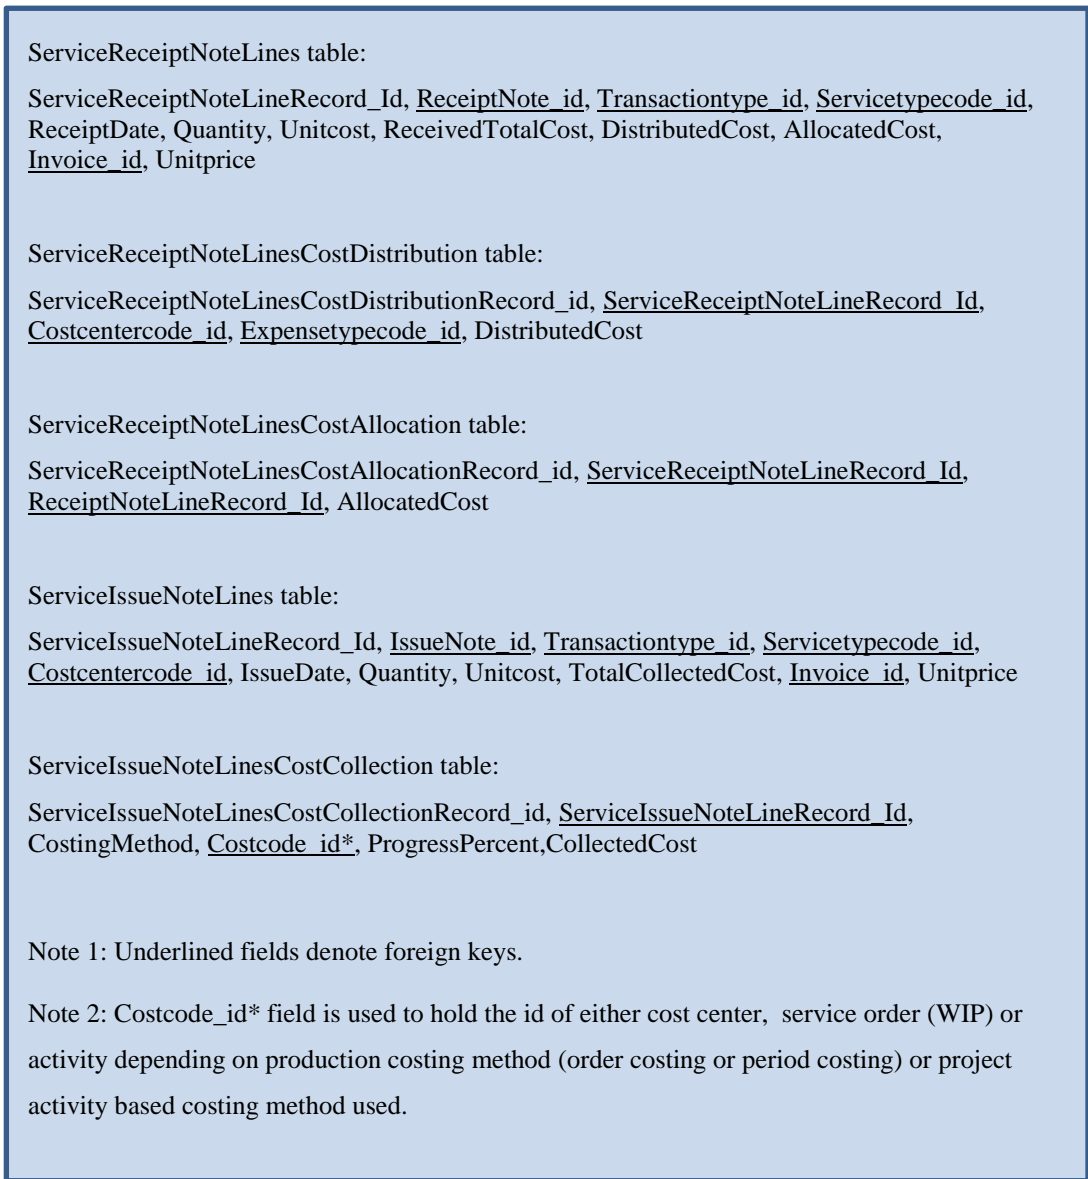 ServiceReceiptNoteLines table:
ServiceReceiptNoteLineRecord_Id, ReceiptNote_id, Transactiontype_id, Servicetypecode_id,
ReceiptDate, Quantity, Unitcost, ReceivedTotalCost, DistributedCost, AllocatedCost,
Invoice_id, Unitprice
ServiceReceiptNoteLinesCostDistribution table:
ServiceReceiptNoteLinesCostDistributionRecord_id, ServiceReceiptNoteLineRecord_Id,
Costcentercode_id, Expensetypecode_id, DistributedCost
ServiceReceiptNoteLinesCostAllocation table:
ServiceReceiptNoteLinesCostAllocationRecord_id, ServiceReceiptNoteLineRecord_Id,
ReceiptNoteLineRecord_Id, AllocatedCost
ServiceIssueNoteLines table:
ServiceIssueNoteLineRecord_Id, IssueNote_id, Transactiontype_id, Servicetypecode_id,
Costcentercode_id, IssueDate, Quantity, Unitcost, TotalCollectedCost, Invoice_id, Unitprice
ServiceIssueNoteLinesCostCollection table:
ServiceIssueNoteLinesCostCollectionRecord_id, ServiceIssueNoteLineRecord_Id,
CostingMethod, Costcode_id*, ProgressPercent,CollectedCost
Note 1: Underlined fields denote foreign keys.
Note 2: Costcode_id* field is used to hold the id of either cost center, service order (WIP) or
activity depending on production costing method (order costing or period costing) or project
activity based costing method used.